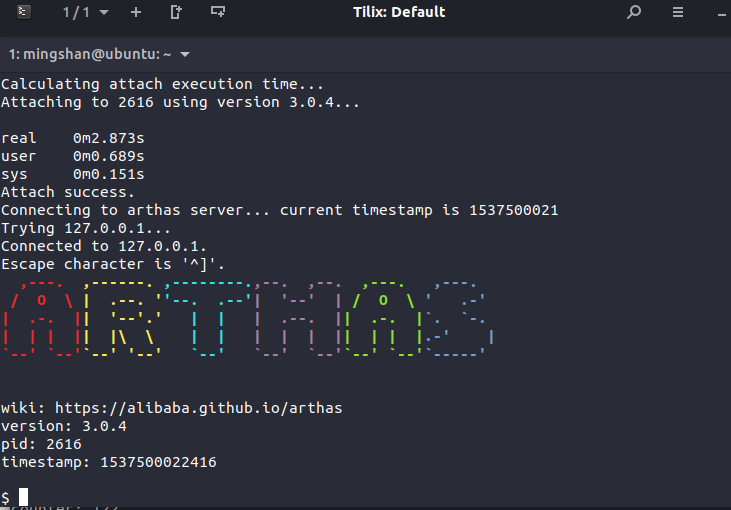 1 / 1
Tilix: Default
1: mingshan@ubuntu: ~
Calculating attach execution time...
Attaching to 2616 using version 3.0.4...
real    0m2.873s
user    0m0.689s
sys     0m0.151s
Attach success.
Connecting to arthas server... current timestamp is 1537500021
Trying 127.0.0.1...
Connected to 127.0.0.1.
Escape character is '^]'.
ARTHAS
wiki: https://alibaba.github.io/arthas
version: 3.0.4
pid: 2616
timestamp: 1537500022416
$